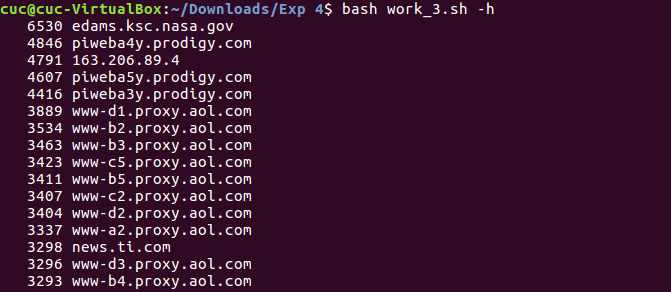 cuc@cuc-VirtualBox:~/Downloads/Exp 4$ bash work_3.sh -h
6530 edams.ksc.nasa.gov
4846 piweba4y.prodigy.com
4791 163.206.89.4
4607 piweba5y.prodigy.com
4416 piweba3y.prodigy.com
3889 www-d1.proxy.aol.com
3534 www-b2.proxy.aol.com
3463 www-b3.proxy.aol.com
3423 www-c5.proxy.aol.com
3411 www-b5.proxy.aol.com
3407 www-c2.proxy.aol.com
3404 www-d2.proxy.aol.com
3337 www-a2.proxy.aol.com
3298 news.ti.com
3296 www-d3.proxy.aol.com
3293 www-b4.proxy.aol.com